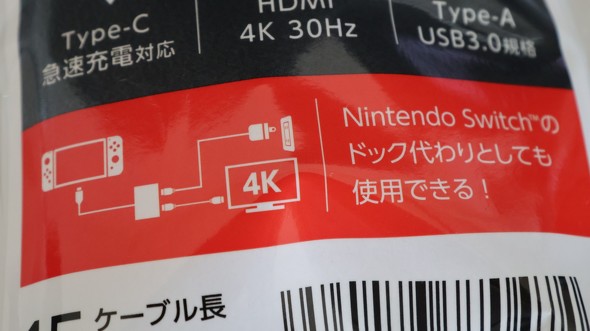 Type-C
急速充電対応
HDMI
4K 30Hz
Type-A
USB3.0規格
Nintendo Switch™の
ドック代わりとしても
使用できる!
4K
15 ケーブル長